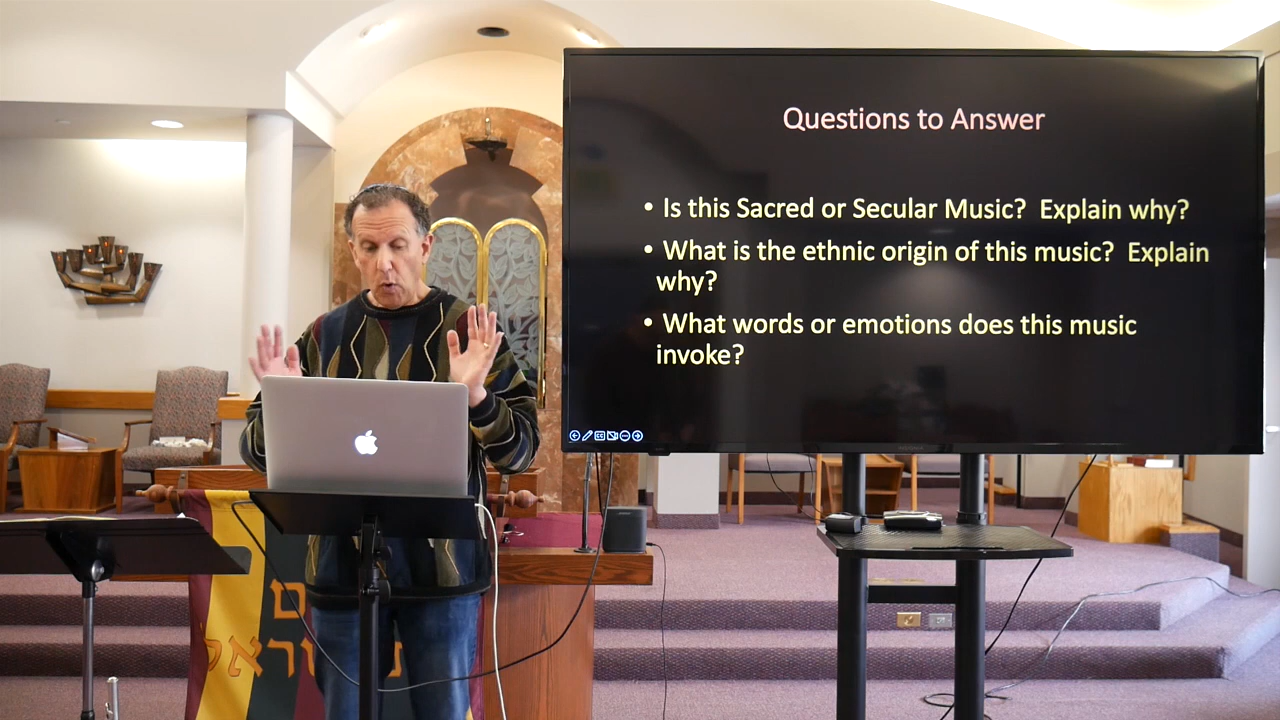 Questions to Answer
• Is this Sacred or Secular Music? Explain why?
• What is the ethnic origin of this music? Explain
why?
• What words or emotions does this music
invoke?